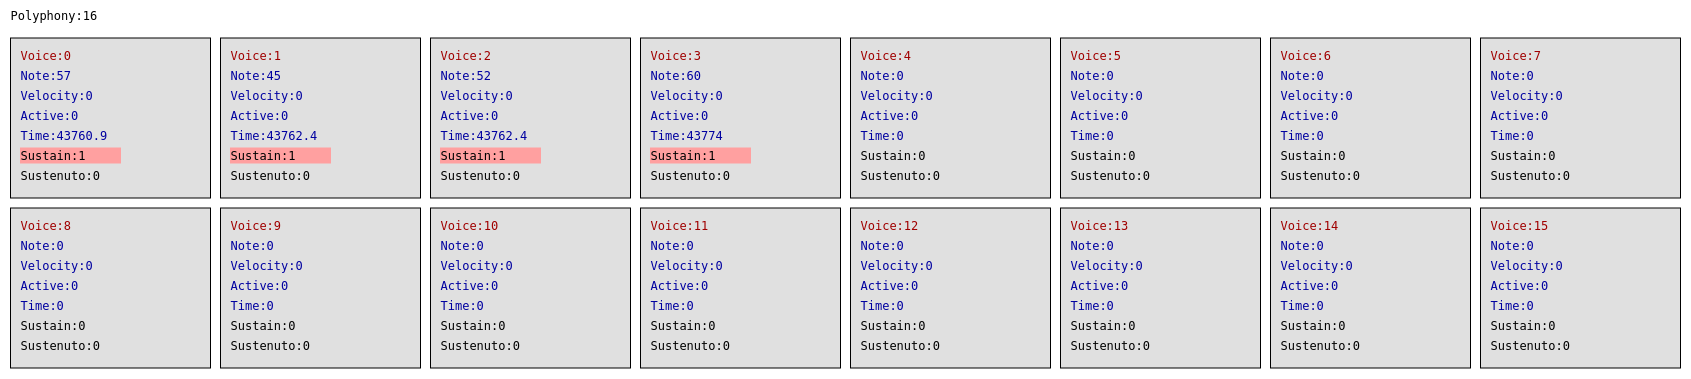 Polyphony:16
Voice:0
Note:57
Velocity:0
Active:0
Time:43760.9
Sustain:1
Sustenuto:0
Voice:1
Note:45
Velocity:0
Active:0
Time:43762.4
Sustain:1
Sustenuto:0
Voice:2
Note:52
Velocity:0
Active:0
Time:43762.4
Sustain:1
Sustenuto:0
Voice:3
Note:60
Velocity:0
Active:0
Time:43774
Sustain:1
Sustenuto:0
Voice:4
Note:0
Velocity:0
Active:0
Time:0
Sustain:0
Sustenuto:0
Voice:5
Note:0
Velocity:0
Active:0
Time:0
Sustain:0
Sustenuto:0
Voice:6
Note:0
Velocity:0
Active:0
Time:0
Sustain:0
Sustenuto:0
Voice:7
Note:0
Velocity:0
Active:0
Time:0
Sustain:0
Sustenuto:0
Voice:8
Note:0
Velocity:0
Active:0
Time:0
Sustain:0
Sustenuto:0
Voice:9
Note:0
Velocity:0
Active:0
Time:0
Sustain:0
Sustenuto:0
Voice:10
Note:0
Velocity:0
Active:0
Time:0
Sustain:0
Sustenuto:0
Voice:11
Note:0
Velocity:0
Active:0
Time:0
Sustain:0
Sustenuto:0
Voice:12
Note:0
Velocity:0
Active:0
Time:0
Sustain:0
Sustenuto:0
Voice:13
Note:0
Velocity:0
Active:0
Time:0
Sustain:0
Sustenuto:0
Voice:14
Note:0
Velocity:0
Active:0
Time:0
Sustain:0
Sustenuto:0
Voice:15
Note:0
Velocity:0
Active:0
Time:0
Sustain:0
Sustenuto:0